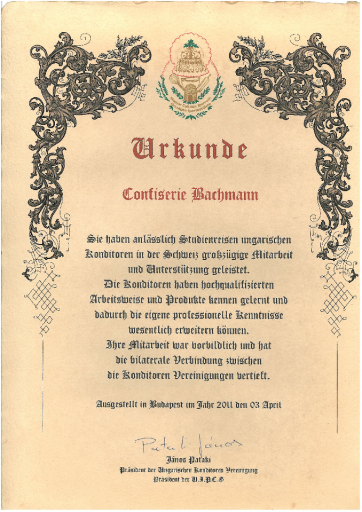 Urkunde
Confiserie Bachmann
Sie haben anlässlich Studienreisen ungarischen
Konditoren in der Schweiz großzügige Mitarbeit
und Unterstützung geleistet.
Die Konditoren haben hochqualifizierten
Arbeitsweise und Produkte kennen gelernt und
dadurch die eigene professionelle Kenntnisse
wesentlich erweitern können.
Ihre Mitarbeit war vorbildlich und hat
die bilaterale Verbindung zwischen
die Konditoren Vereinigungen vertieft.
Ausgestellt in Budapest im Jahr 2011 den 03 April
János Pataki
Präsident der Ungarischen Konditoren Vereinigung
Präsident der U.I.P.C.G